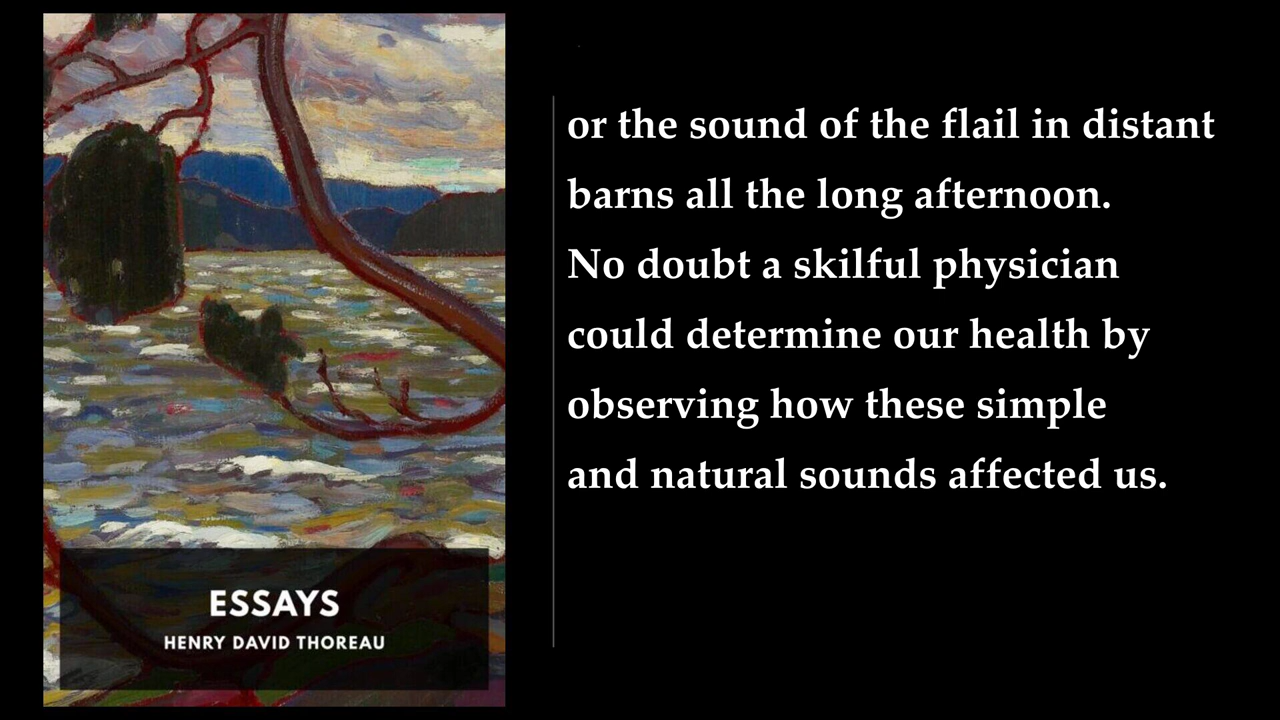 ESSAYS
HENRY DAVID THOREAU
or the sound of the flail in distant
barns all the long afternoon.
No doubt a skilful physician
could determine our health by
observing how these simple
and natural sounds affected us.